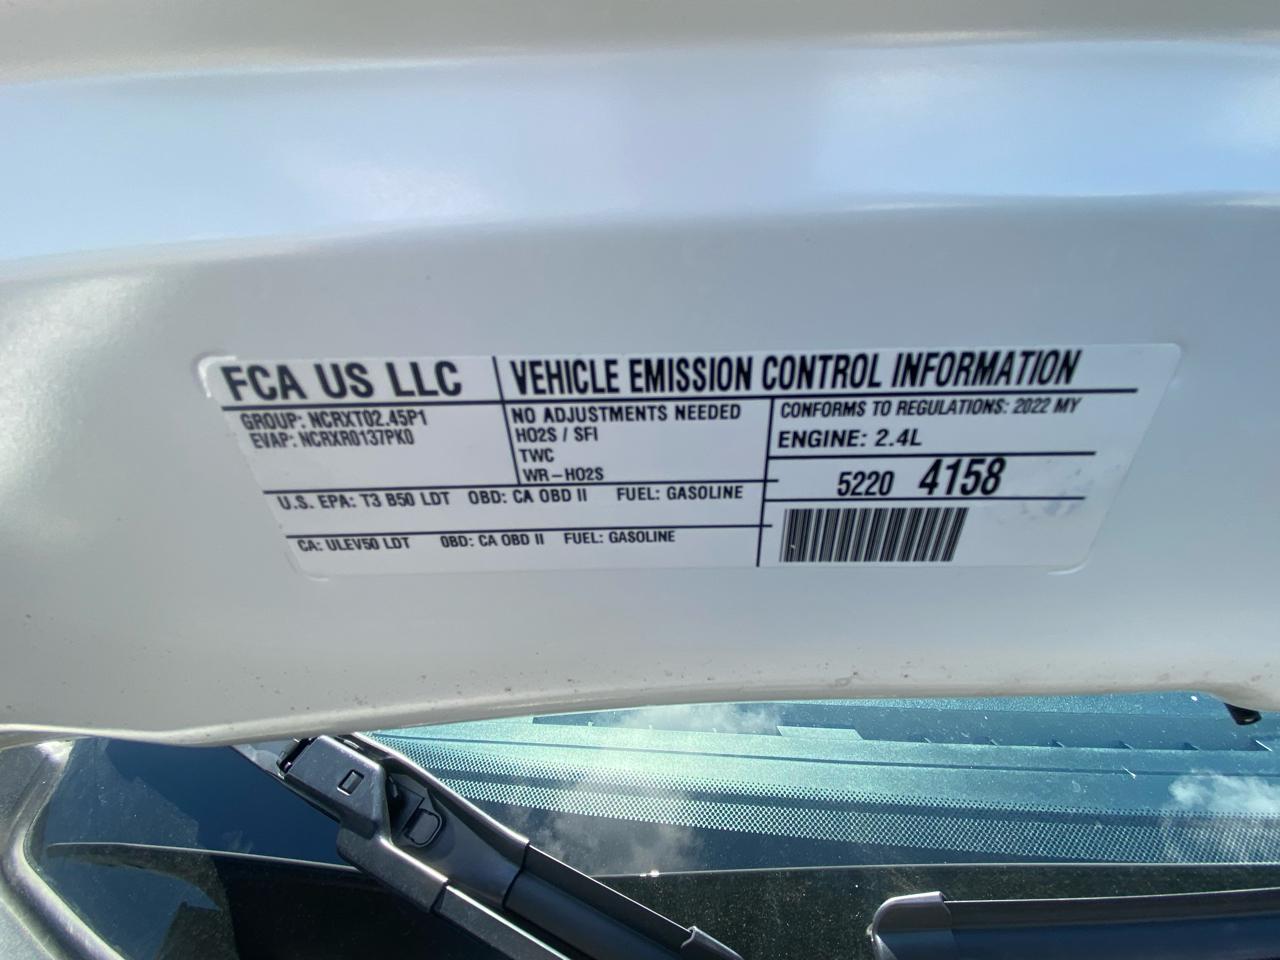 FCA US LLC
VEHICLE EMISSION CONTROL INFORMATION
GROUP: NCRXT02.45P1
EVAP: NCRXR0137PK0
NO ADJUSTMENTS NEEDED
HO2S / SFI
TWC
WR-HO2S
CONFORMS TO REGULATIONS: 2022 MY
ENGINE: 2.4L
5220 4158
U.S. EPA: T3 B50 LDT OBD: CA OBD II FUEL: GASOLINE
CA: ULEV50 LDT OBD: CA OBD II FUEL: GASOLINE